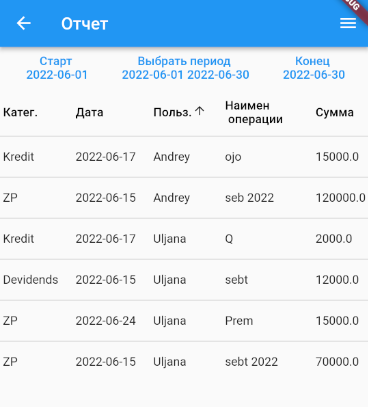 Отчет
Старт Выбрать период Конец
2022-06-01 2022-06-01 2022-06-30 2022-06-30
Катег. Дата Польз. ↑ Наимен операции Сумма
Kredit 2022-06-17 Andrey ojo 15000.0
ZP 2022-06-15 Andrey seb 2022 120000.0
Kredit 2022-06-17 Uljana Q 2000.0
Devidends 2022-06-15 Uljana sebt 12000.0
ZP 2022-06-24 Uljana Prem 15000.0
ZP 2022-06-15 Uljana sebt 2022 70000.0